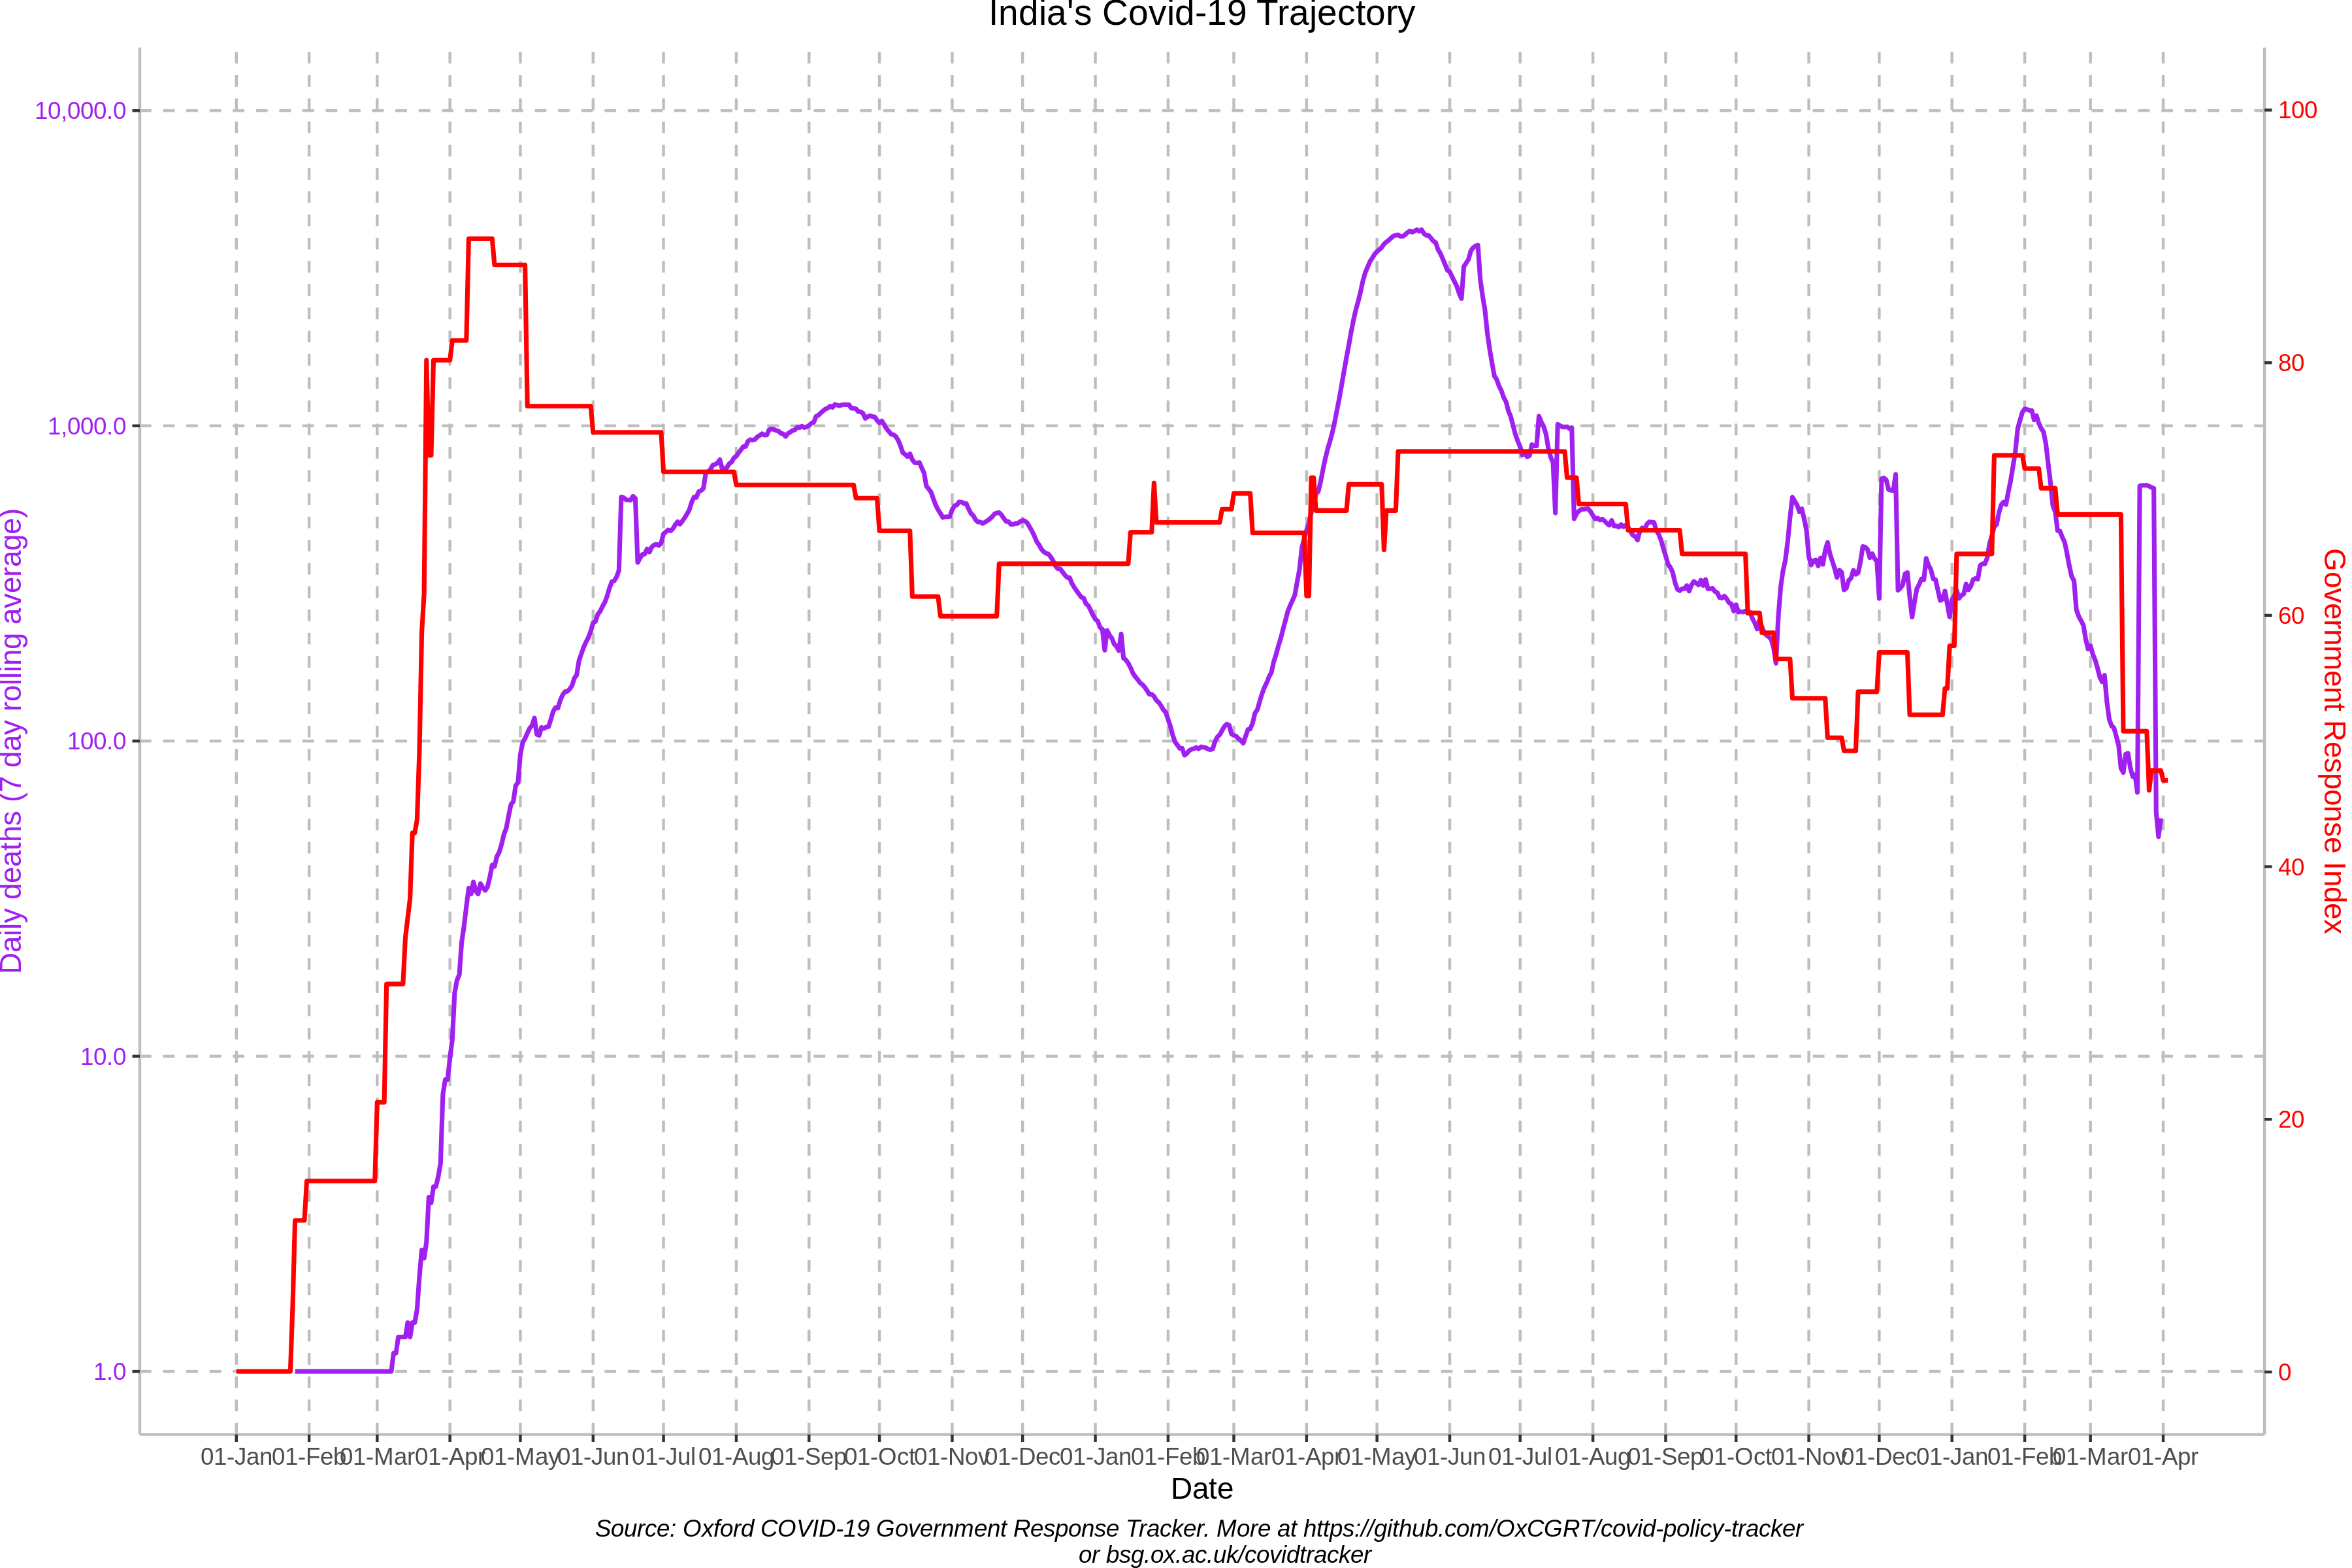 India's Covid-19 Trajectory
10,000.0
1,000.0
100.0
10.0
1.0
Daily deaths (7 day rolling average)
100
80
60
40
20
0
Government Response Index
01-Jan 01-Feb 01-Mar 01-Apr 01-May 01-Jun 01-Jul 01-Aug 01-Sep 01-Oct 01-Nov 01-Dec 01-Jan 01-Feb 01-Mar 01-Apr 01-May 01-Jun 01-Jul 01-Aug 01-Sep 01-Oct 01-Nov 01-Dec 01-Jan 01-Feb 01-Mar 01-Apr
Date
Source: Oxford COVID-19 Government Response Tracker. More at https://github.com/OxCGRT/covid-policy-tracker
or bsg.ox.ac.uk/covidtracker